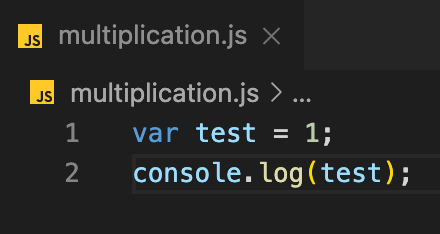 JS multiplication.js ×
JS multiplication.js > ...
1 var test = 1;
2 console.log(test);